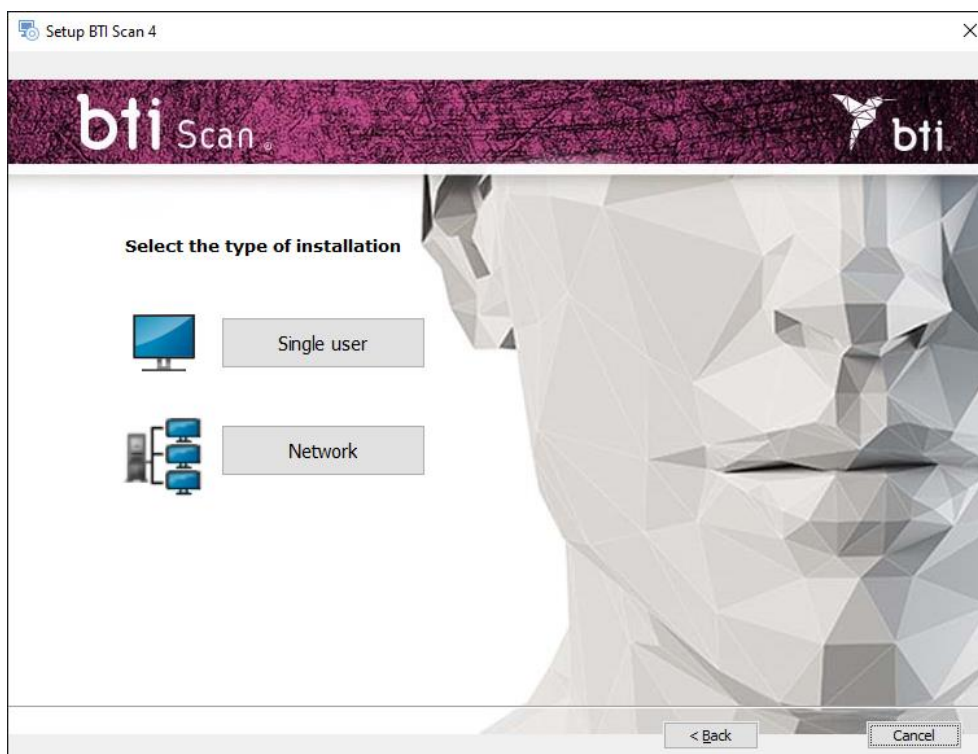 Setup BTI Scan 4
bti Scan®
bti
Select the type of installation
Single user
Network
< Back
Cancel